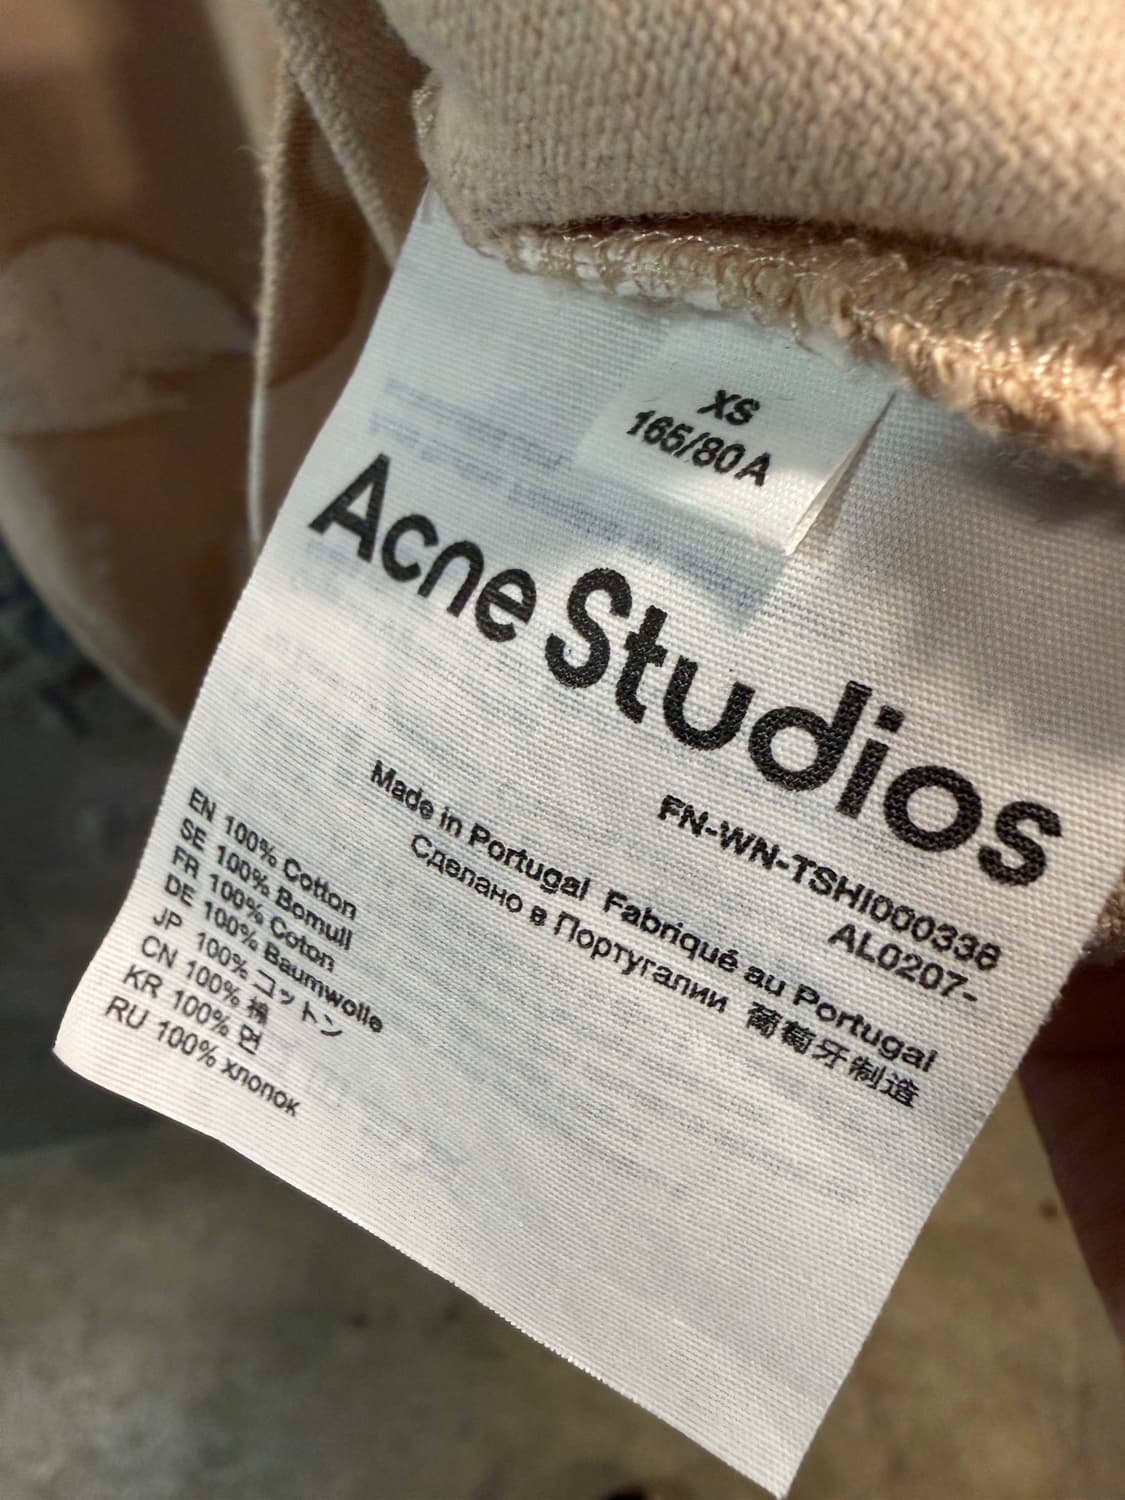 XS
165/80A
Acne Studios
FN-WN-TSHI000338
AL0207-
Made in Portugal Fabriqué au Portugal
Сделано в Португалии 葡萄牙制造
EN 100% Cotton
SE 100% Bomull
FR 100% Coton
DE 100% Baumwolle
JP 100% コットン
CN 100% 棉
KR 100% 면
RU 100% хлопок